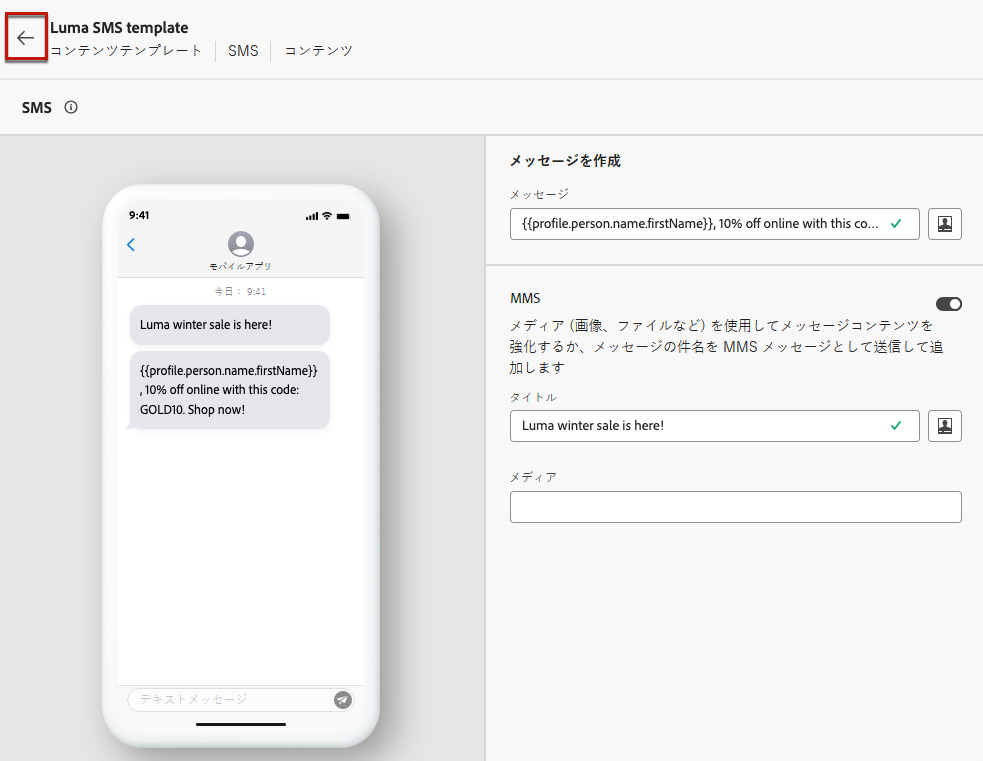 Luma SMS template
コンテンツテンプレート SMS コンテンツ
SMS
9:41
モバイルアプリ
今日： 9:41
Luma winter sale is here!
{{profile.person.name.firstName}}
, 10% off online with this code:
GOLD10. Shop now!
テキストメッセージ
メッセージを作成
メッセージ
{{profile.person.name.firstName}}, 10% off online with this co...
MMS
メディア (画像、ファイルなど) を使用してメッセージコンテンツを
強化するか、メッセージの件名を MMS メッセージとして送信して追
加します
タイトル
Luma winter sale is here!
メディア